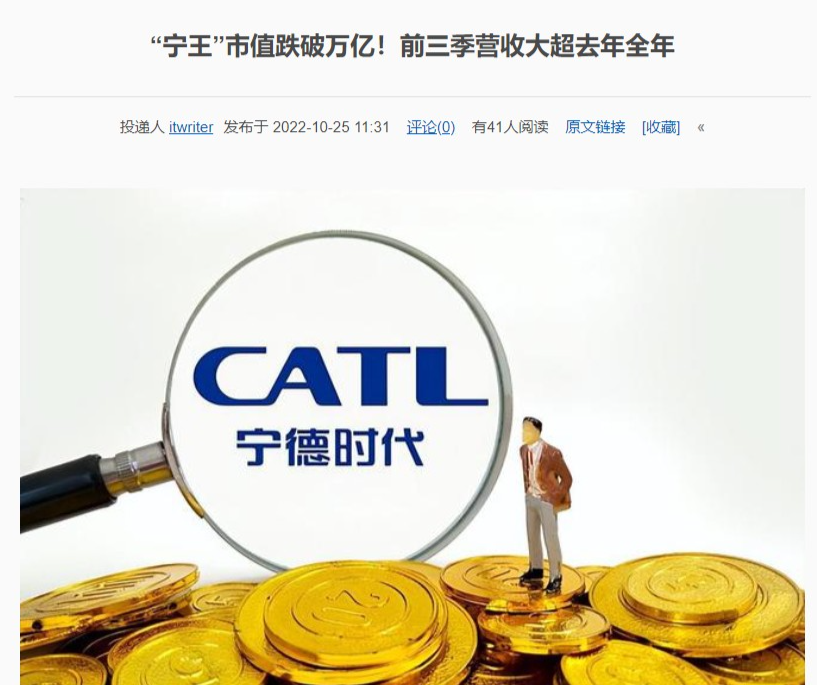 “宁王”市值跌破万亿！前三季营收大超去年全年
投递人 itwriter 发布于 2022-10-25 11:31 评论(0) 有41人阅读 原文链接 [收藏] «
CATL
宁德时代
20